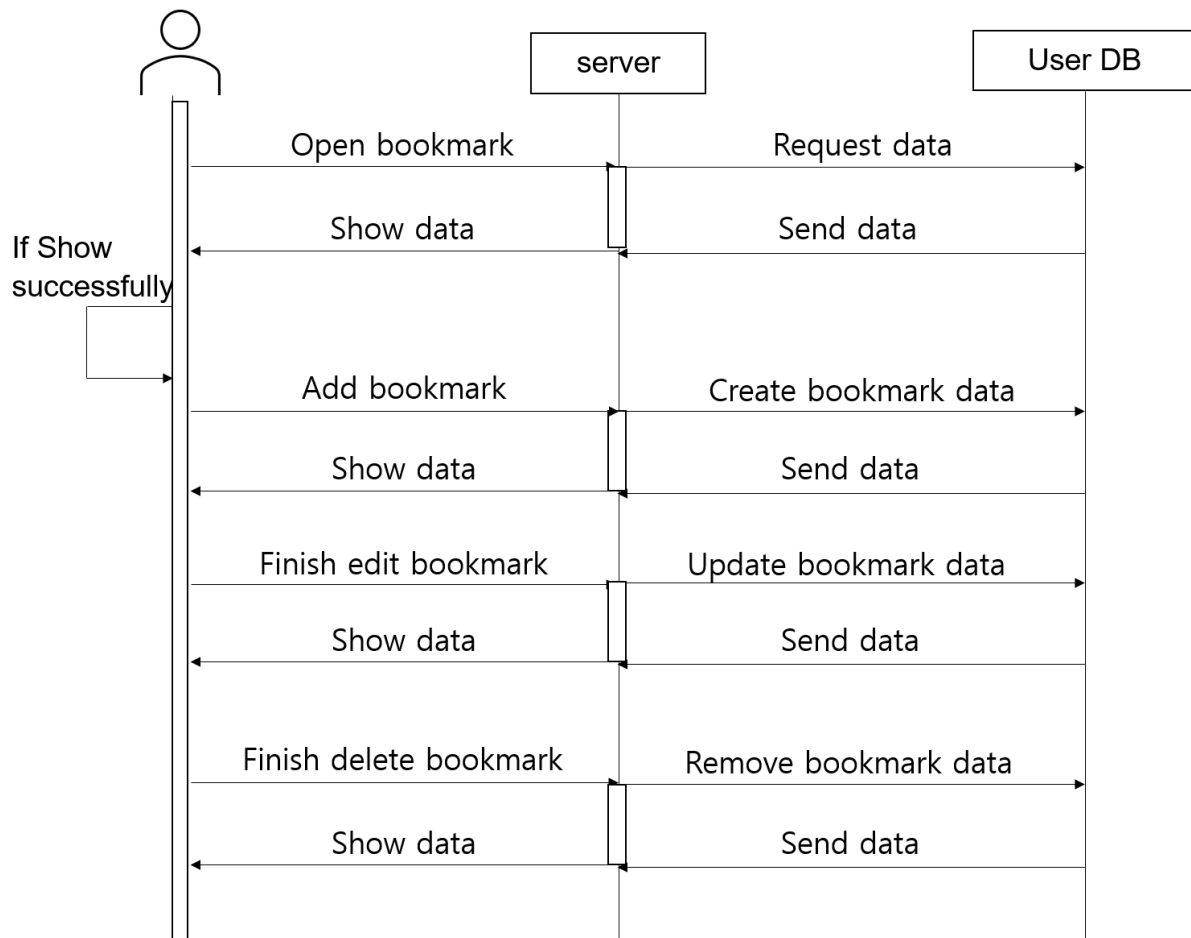 server
User DB
Open bookmark
Request data
Show data
Send data
If Show
successfully
Add bookmark
Create bookmark data
Show data
Send data
Finish edit bookmark
Update bookmark data
Show data
Send data
Finish delete bookmark
Remove bookmark data
Show data
Send data